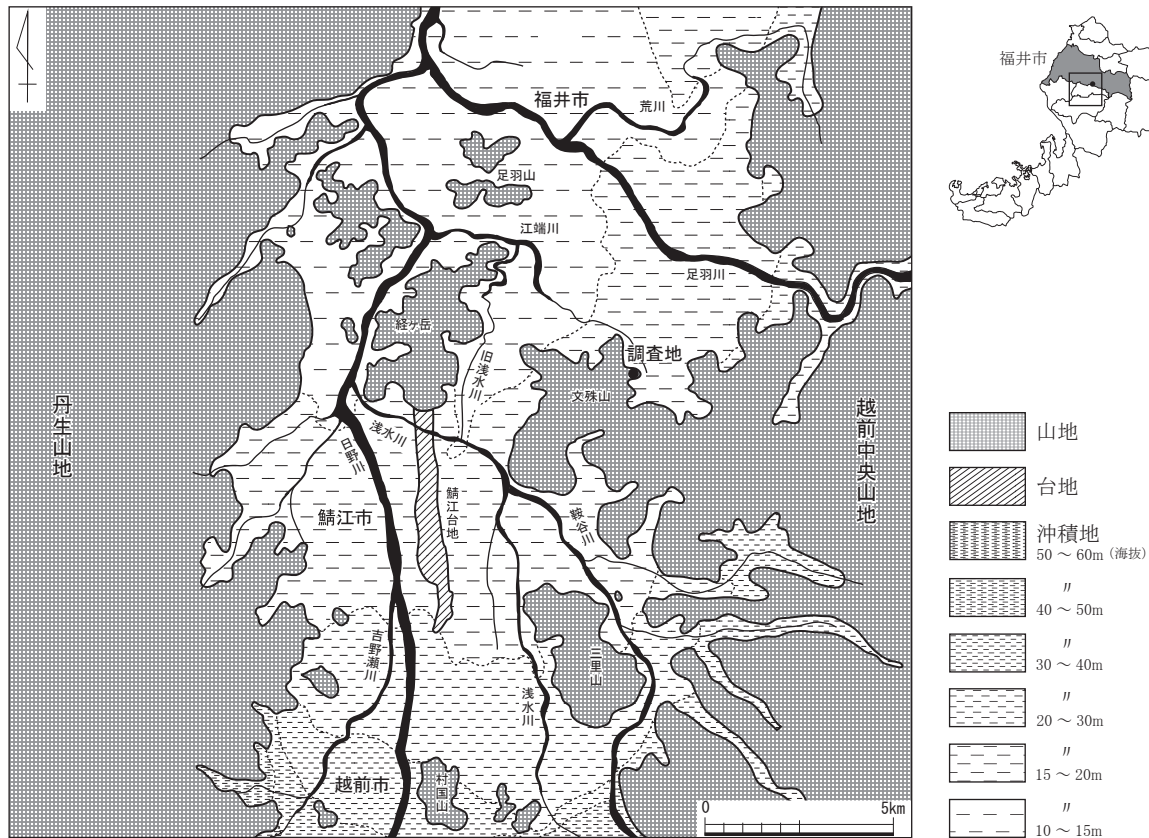 福井市
荒川
足羽山
江端川
足羽川
経ヶ岳
旧浅水川
調査地
文殊山
丹生山地
越前中央山地
浅水川
日野川
鯖江台地
鯖江市
鞍谷川
吉野瀬川
三里山
浅水川
越前市
村国山
0 5km
福井市
山地
台地
沖積地
50 ～ 60m (海抜)
〃
40 ～ 50m
〃
30 ～ 40m
〃
20 ～ 30m
〃
15 ～ 20m
〃
10 ～ 15m